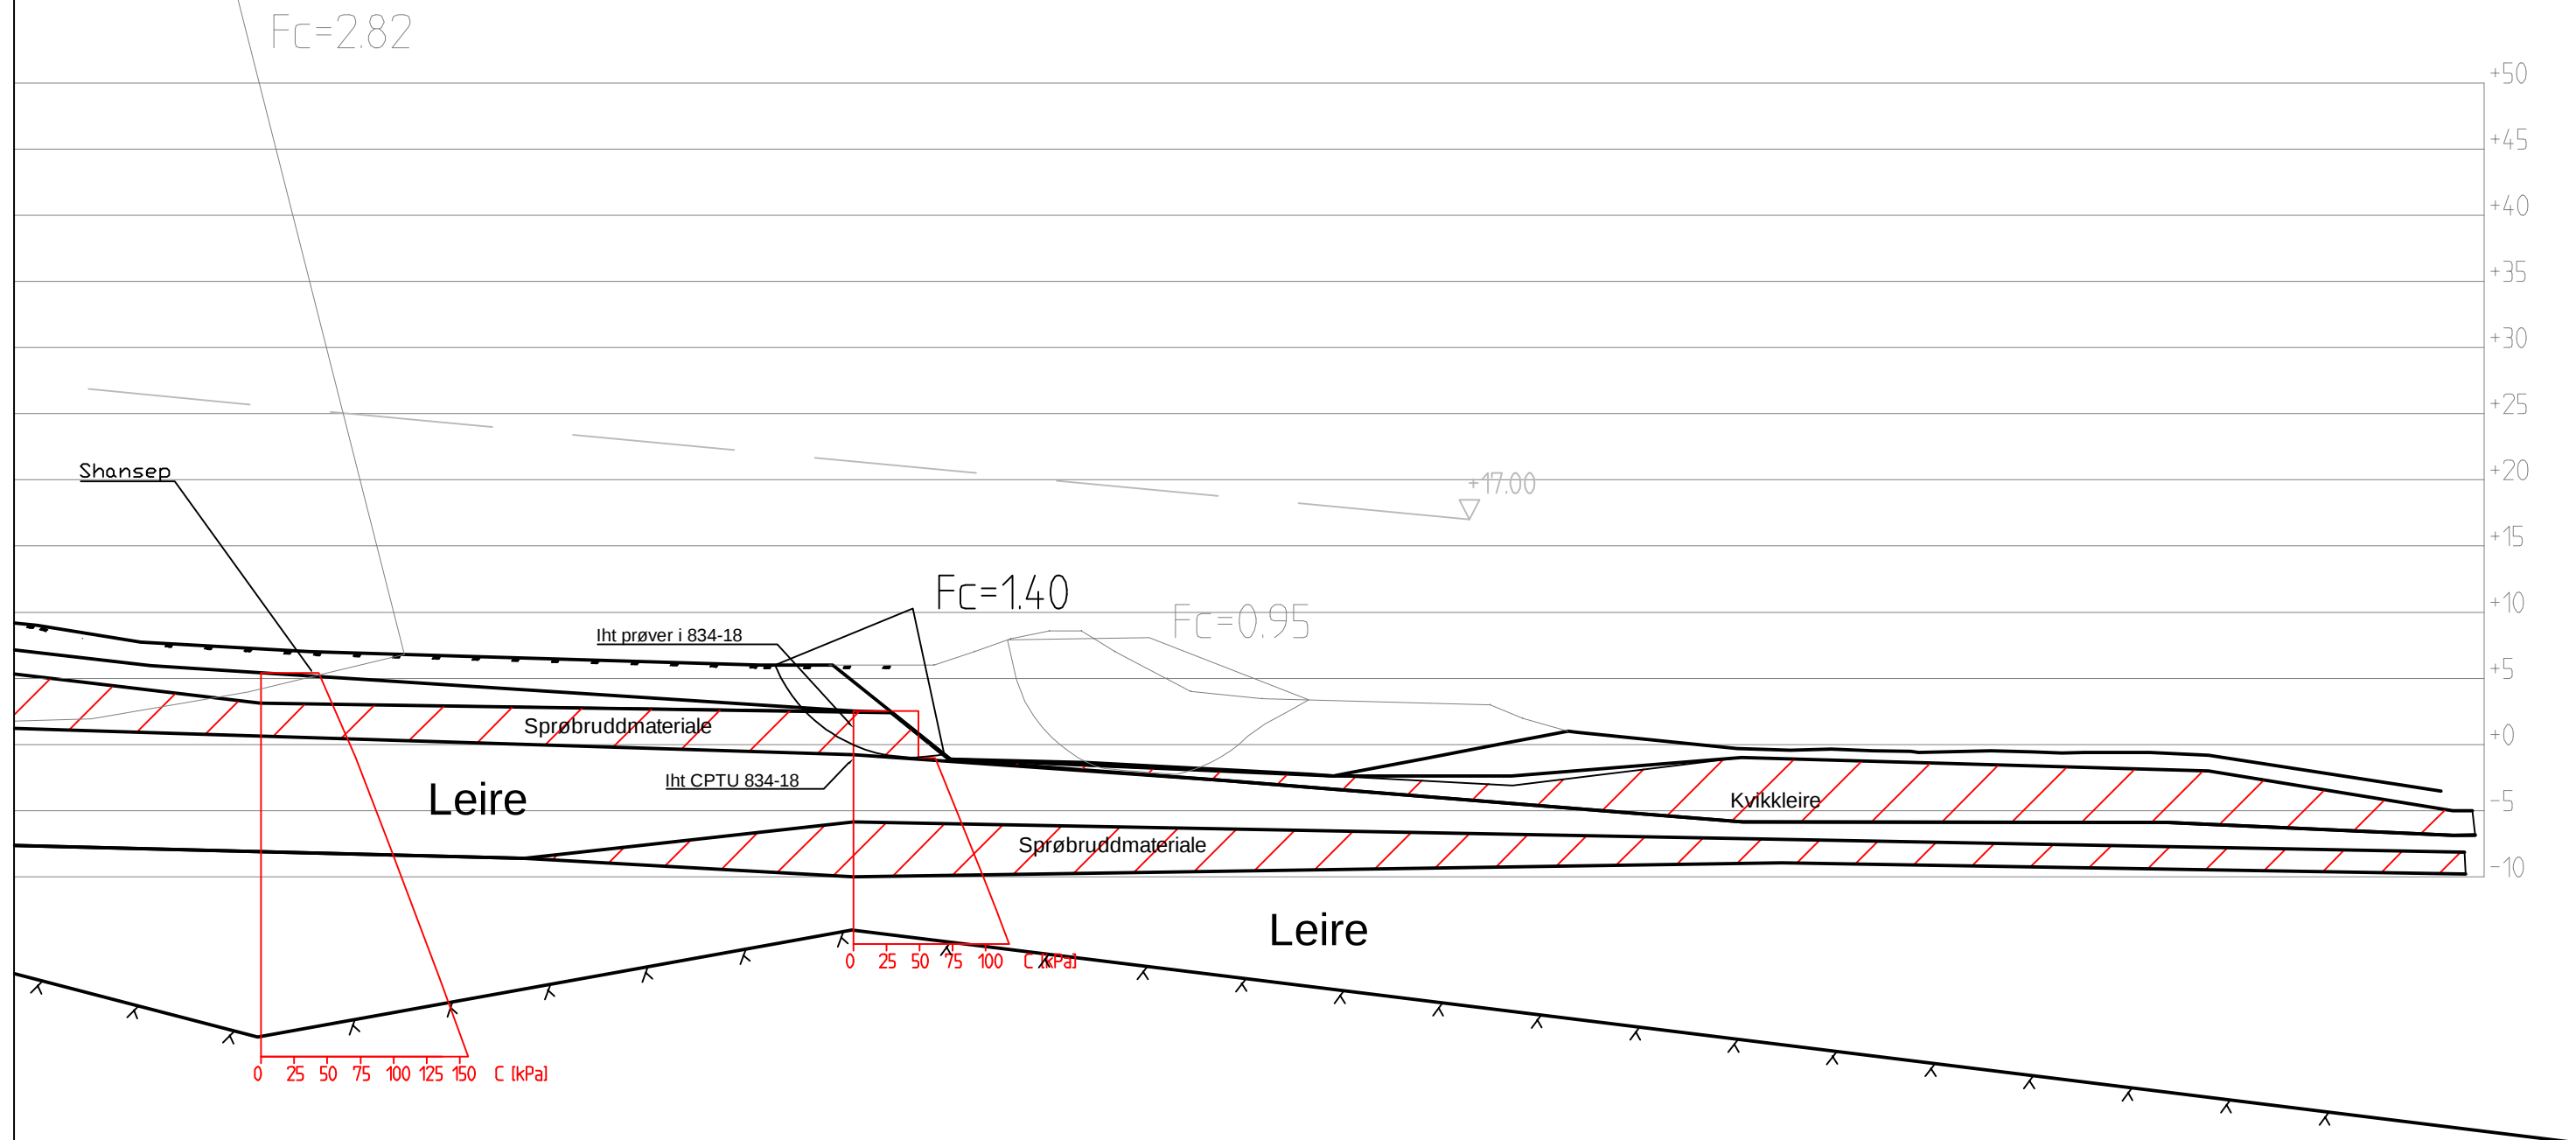 Fc=2.82
+50
+45
+40
+35
+30
+25
+20
+17.00
+15
+10
+5
+0
-5
-10
Shansep
Fc=1.40
Fc=0.95
Iht prøver i 834-18
Sprøbruddmateriale
Iht CPTU 834-18
Leire
Kvikkleire
Sprøbruddmateriale
Leire
0 25 50 75 100 C [kPa]
0 25 50 75 100 125 150 C [kPa]